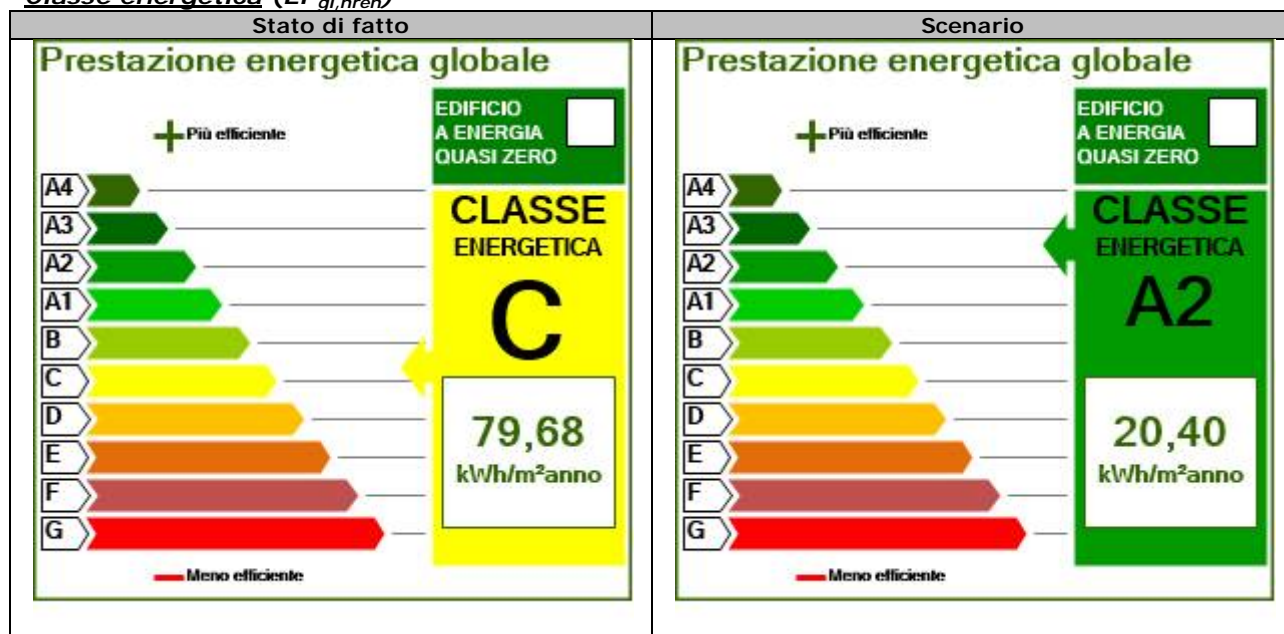 Classe energetica (EPgl,nren)
Stato di fatto
Prestazione energetica globale
Più efficiente
EDIFICIO
A ENERGIA
QUASI ZERO
A4
A3
A2
A1
B
C
D
E
F
G
CLASSE
ENERGETICA
C
79,68
kWh/m²anno
Meno efficiente
Scenario
Prestazione energetica globale
Più efficiente
EDIFICIO
A ENERGIA
QUASI ZERO
A4
A3
A2
A1
B
C
D
E
F
G
CLASSE
ENERGETICA
A2
20,40
kWh/m²anno
Meno efficiente